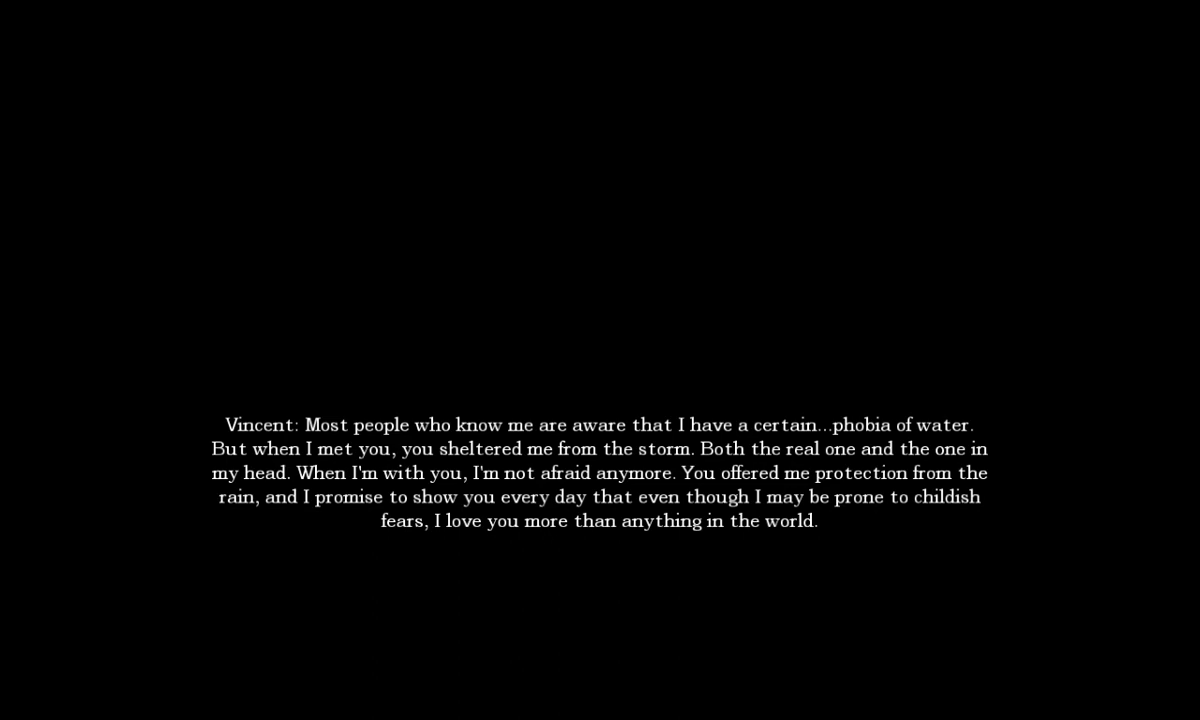 Vincent: Most people who know me are aware that I have a certain...phobia of water.
But when I met you, you sheltered me from the storm. Both the real one and the one in
my head. When I'm with you, I'm not afraid anymore. You offered me protection from the
rain, and I promise to show you every day that even though I may be prone to childish
fears, I love you more than anything in the world.